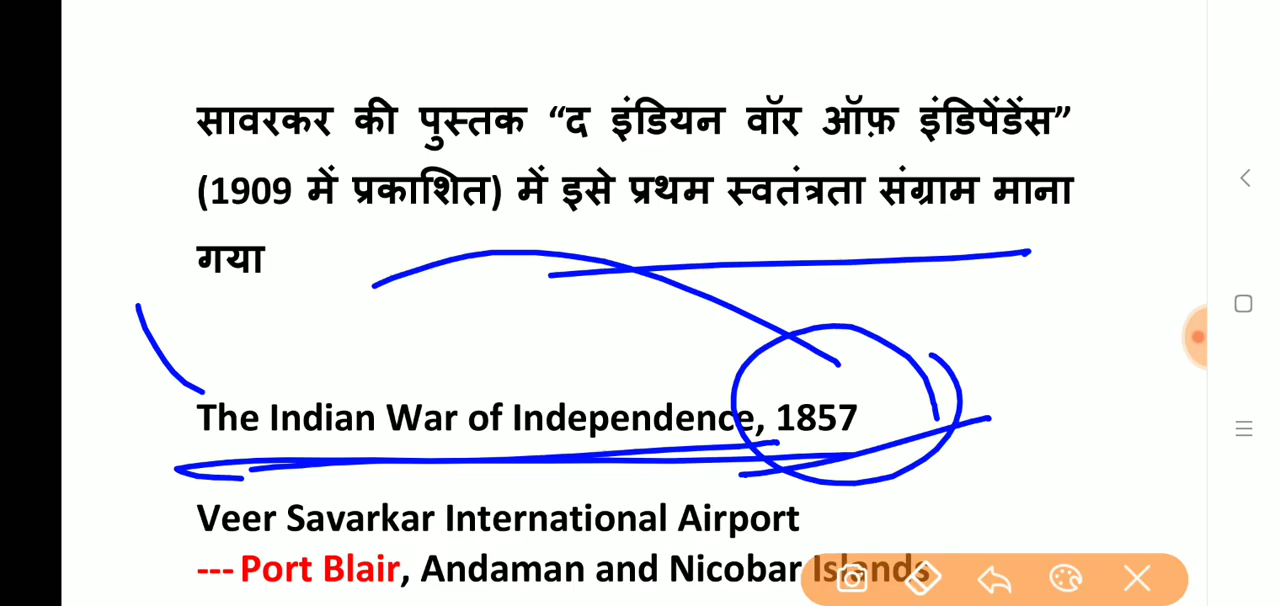 सावरकर की पुस्तक “द इंडियन वॉर ऑफ़ इंडिपेंडेंस”
(1909 में प्रकाशित) में इसे प्रथम स्वतंत्रता संग्राम माना
गया
The Indian War of Independence, 1857
Veer Savarkar International Airport
--- Port Blair, Andaman and Nicobar Islands